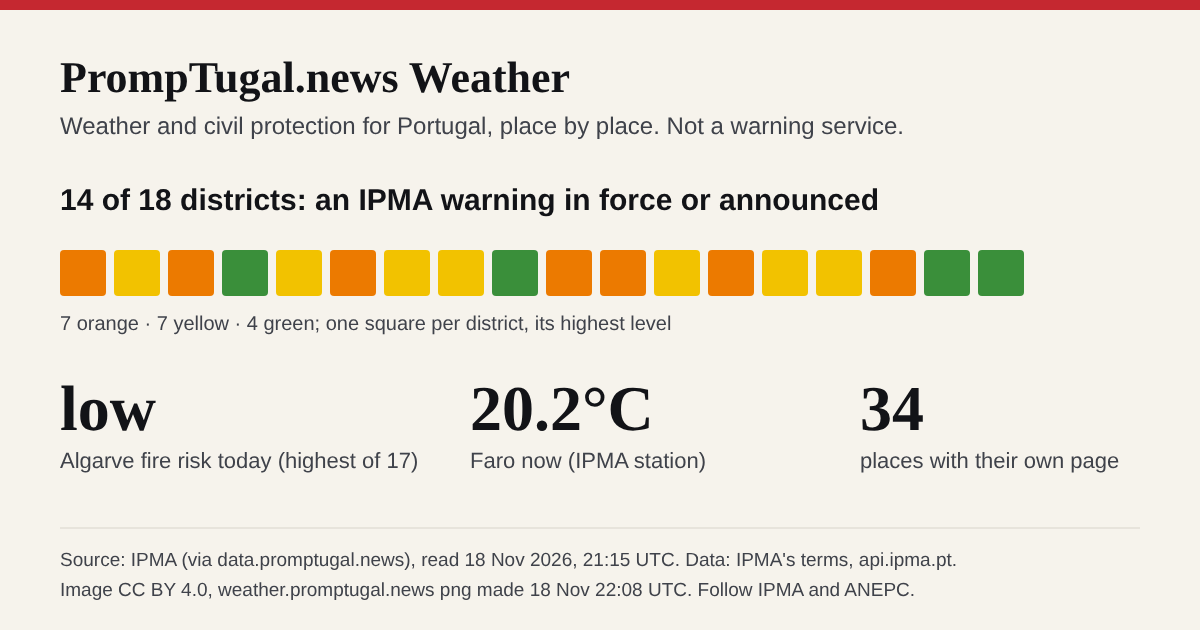 PrompTugal.news Weather
Weather and civil protection for Portugal, place by place. Not a warning service.
14 of 18 districts: an IPMA warning in force or announced
7 orange · 7 yellow · 4 green; one square per district, its highest level
low
Algarve fire risk today (highest of 17)
20.2°C
Faro now (IPMA station)
34
places with their own page
Source: IPMA (via data.promptugal.news), read 18 Nov 2026, 21:15 UTC. Data: IPMA's terms, api.ipma.pt.
Image CC BY 4.0, weather.promptugal.news png made 18 Nov 22:08 UTC. Follow IPMA and ANEPC.